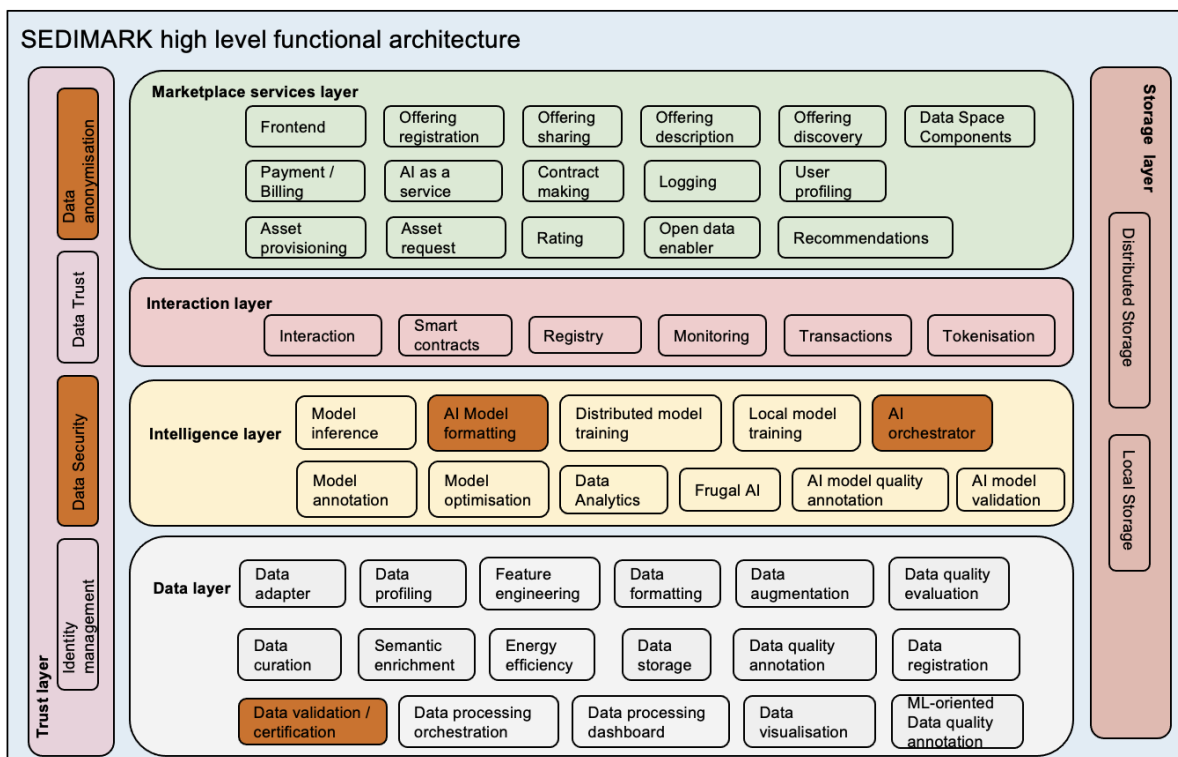 SEDIMARK high level functional architecture
Trust layer
Data
anonymisation
Data Trust
Data Security
Identity
management
Marketplace services layer
Frontend
Offering
registration
Offering
sharing
Offering
description
Offering
discovery
Data Space
Components
Payment /
Billing
AI as a
service
Contract
making
Logging
User
profiling
Asset
provisioning
Asset
request
Rating
Open data
enabler
Recommendations
Interaction layer
Interaction
Smart
contracts
Registry
Monitoring
Transactions
Tokenisation
Intelligence layer
Model
inference
AI Model
formatting
Distributed model
training
Local model
training
AI
orchestrator
Model
annotation
Model
optimisation
Data
Analytics
Frugal AI
AI model quality
annotation
AI model
validation
Data layer
Data
adapter
Data
profiling
Feature
engineering
Data
formatting
Data
augmentation
Data quality
evaluation
Data
curation
Semantic
enrichment
Energy
efficiency
Data
storage
Data quality
annotation
Data
registration
Data validation /
certification
Data processing
orchestration
Data processing
dashboard
Data
visualisation
ML-oriented
Data quality
annotation
Storage layer
Distributed Storage
Local Storage